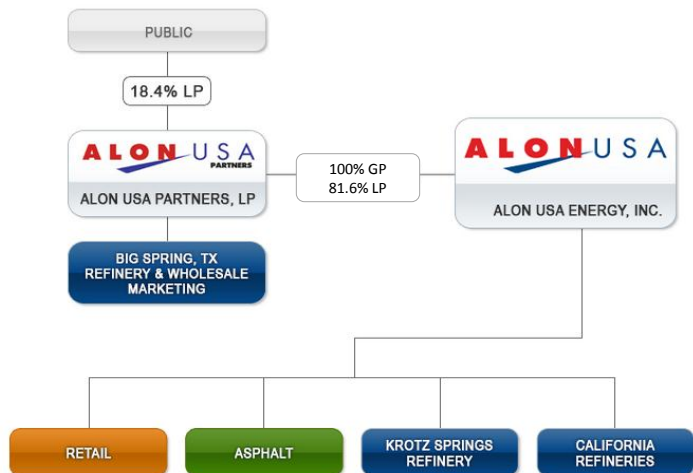 PUBLIC
18.4% LP
ALON USA
PARTNERS
ALON USA PARTNERS, LP
100% GP
81.6% LP
ALON USA
ALON USA ENERGY, INC.
BIG SPRING, TX
REFINERY & WHOLESALE
MARKETING
RETAIL
ASPHALT
KROTZ SPRINGS
REFINERY
CALIFORNIA
REFINERIES